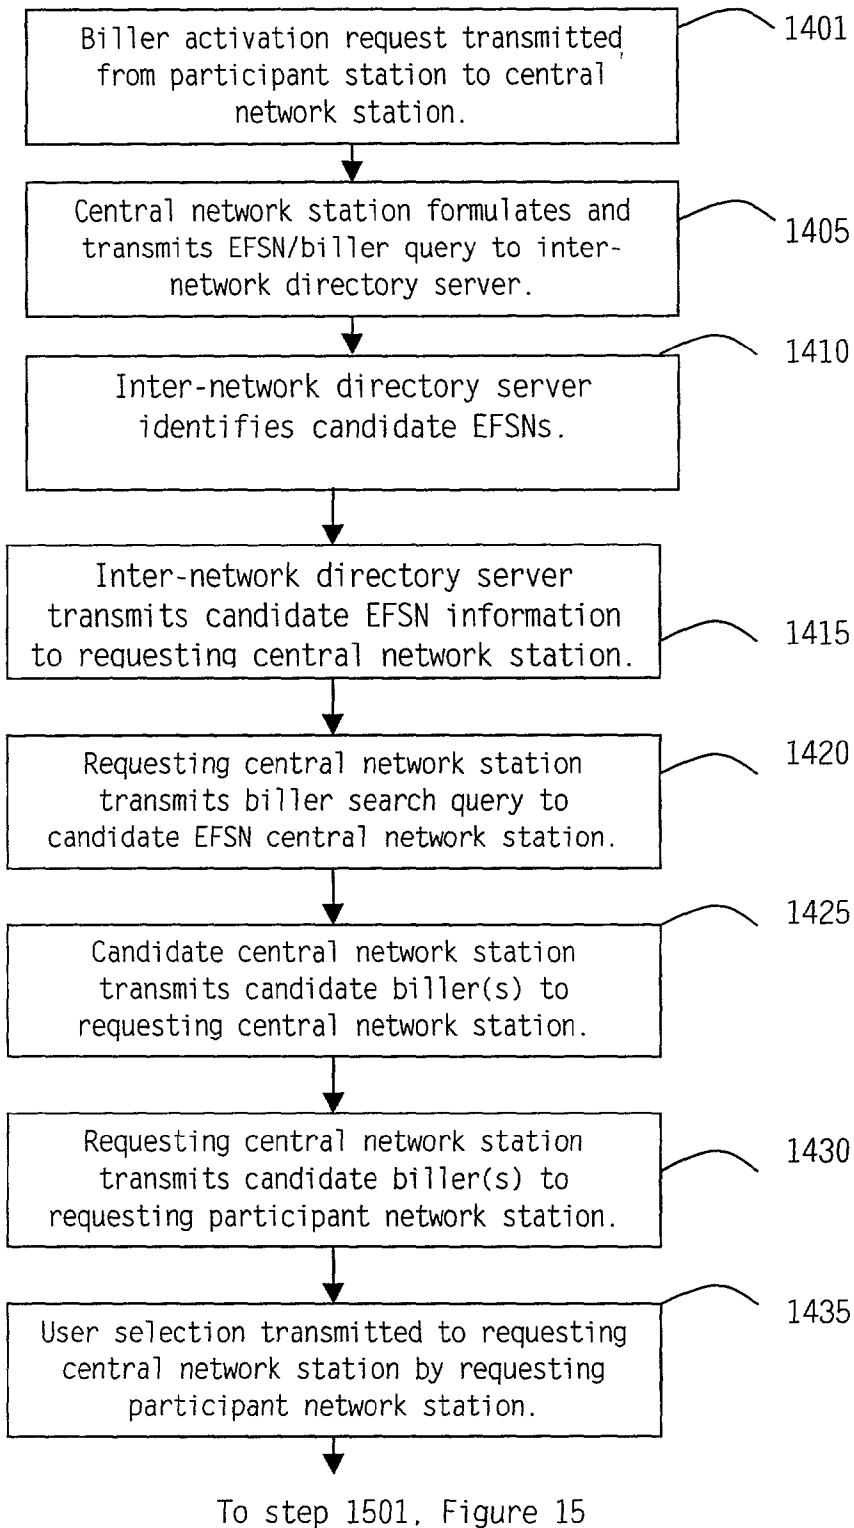 Biller activation request transmitted
from participant station to central
network station.
1401
Central network station formulates and
transmits EFSN/biller query to inter-
network directory server.
1405
Inter-network directory server
identifies candidate EFSNs.
1410
Inter-network directory server
transmits candidate EFSN information
to requesting central network station.
1415
Requesting central network station
transmits biller search query to
candidate EFSN central network station.
1420
Candidate central network station
transmits candidate biller(s) to
requesting central network station.
1425
Requesting central network station
transmits candidate biller(s) to
requesting participant network station.
1430
User selection transmitted to requesting
central network station by requesting
participant network station.
1435
To step 1501, Figure 15